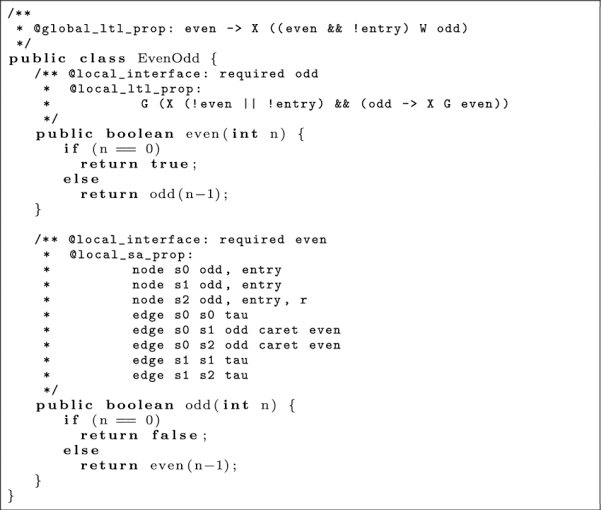 /**
 * @global_ltl_prop: even -> X ((even && !entry) W odd)
 */
public class EvenOdd {
   /** @local_interface: required odd
    *  @local_ltl_prop:
    *          G (X (!even || !entry) && (odd -> X G even))
    */
   public boolean even(int n) {
      if (n == 0)
        return true;
      else
        return odd(n-1);
   }

   /** @local_interface: required even
    *  @local_sa_prop:
    *         node s0 odd, entry
    *         node s1 odd, entry
    *         node s2 odd, entry, r
    *         edge s0 s0 tau
    *         edge s0 s1 odd caret even
    *         edge s0 s2 odd caret even
    *         edge s1 s1 tau
    *         edge s1 s2 tau
    */
   public boolean odd(int n) {
      if (n == 0)
        return false;
      else
        return even(n-1);
   }
}